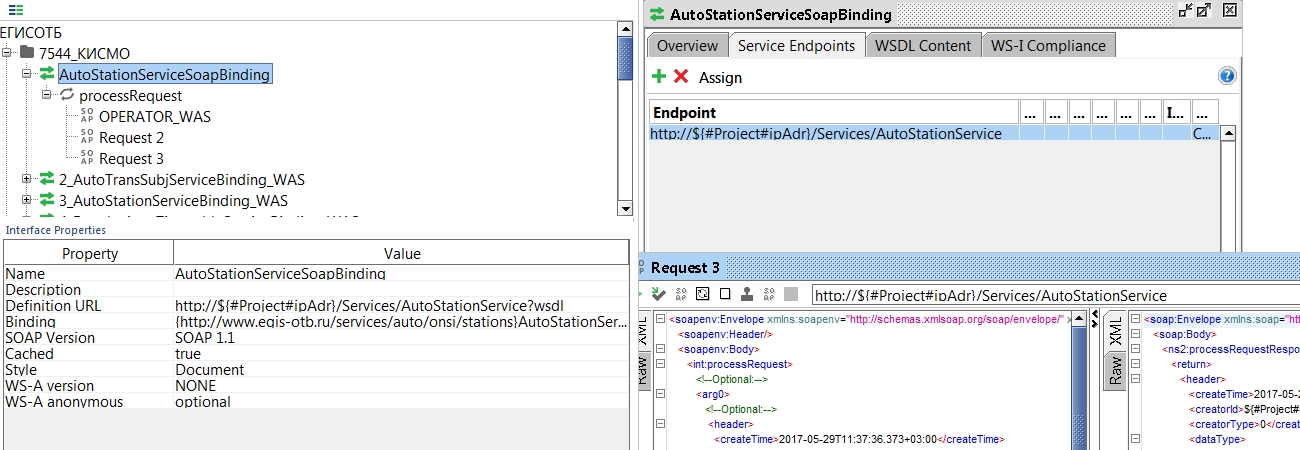 ЕГИСОТБ
7544_КИСМО
AutoStationServiceSoapBinding
processRequest
OPERATOR_WAS
Request 2
Request 3
2_AutoTransSubjServiceBinding_WAS
3_AutoStationServiceBinding_WAS
Interface Properties
Property Value
Name AutoStationServiceSoapBinding
Description
Definition URL http://${#Project#ipAdr}/Services/AutoStationService?wsdl
Binding {http://www.egis-otb.ru/services/auto/onsi/stations}AutoStationSer...
SOAP Version SOAP 1.1
Cached true
Style Document
WS-A version NONE
WS-A anonymous optional
AutoStationServiceSoapBinding
Overview Service Endpoints WSDL Content WS-I Compliance
Assign
Endpoint ... ... ... ... ... ... I... ...
http://${#Project#ipAdr}/Services/AutoStationService C...
Request 3
http://${#Project#ipAdr}/Services/AutoStationService
XML
Raw
<soapenv:Envelope xmlns:soapenv="http://schemas.xmlsoap.org/soap/envelope/" x
<soapenv:Header/>
<soapenv:Body>
<int:processRequest>
<!--Optional:-->
<arg0>
<!--Optional:-->
<header>
<createTime>2017-05-29T11:37:36.373+03:00</createTime>
XMI
Raw
<soap:Envelope xmlns:soap="htt
<soap:Body>
<ns2:processRequestRespo
<return>
<header>
<createTime>2017-05-2
<creatorId>${#Project#
<creatorType>0</creat
<dataType>